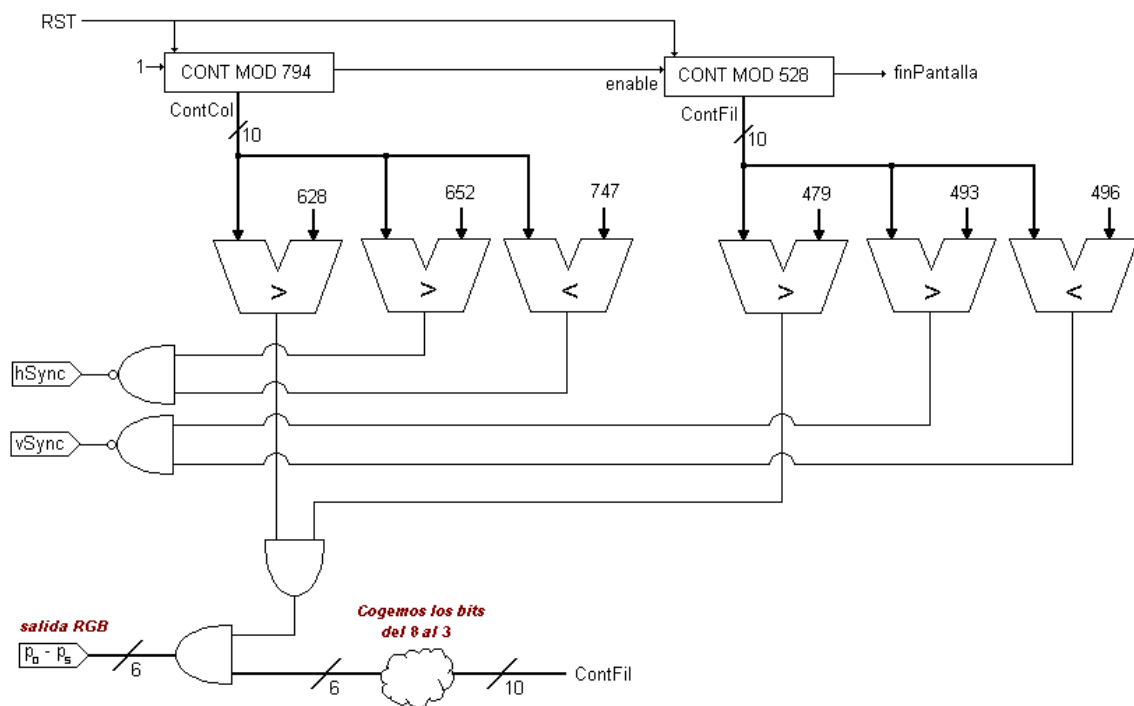 RST
1
CONT MOD 794
enable
CONT MOD 528
finPantalla
ContCol
10
ContFil
10
628
652
747
479
493
496
>
>
<
>
>
<
hSync
vSync
salida RGB
Cogemos los bits
del 8 al 3
p0 - p5
6
6
10
ContFil